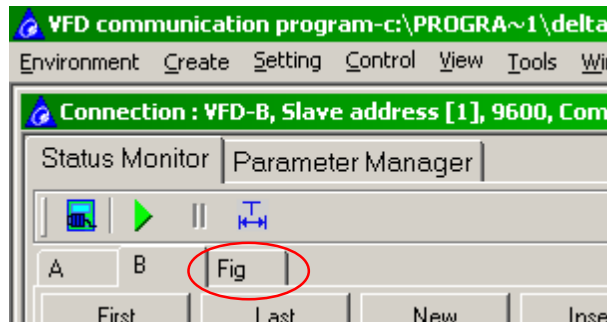 VFD communication program-c:\PROGRA~1\delta
Environment Create Setting Control View Tools
Connection : VFD-B, Slave address [1], 9600, Com
Status Monitor Parameter Manager
A B Fig
First Last New